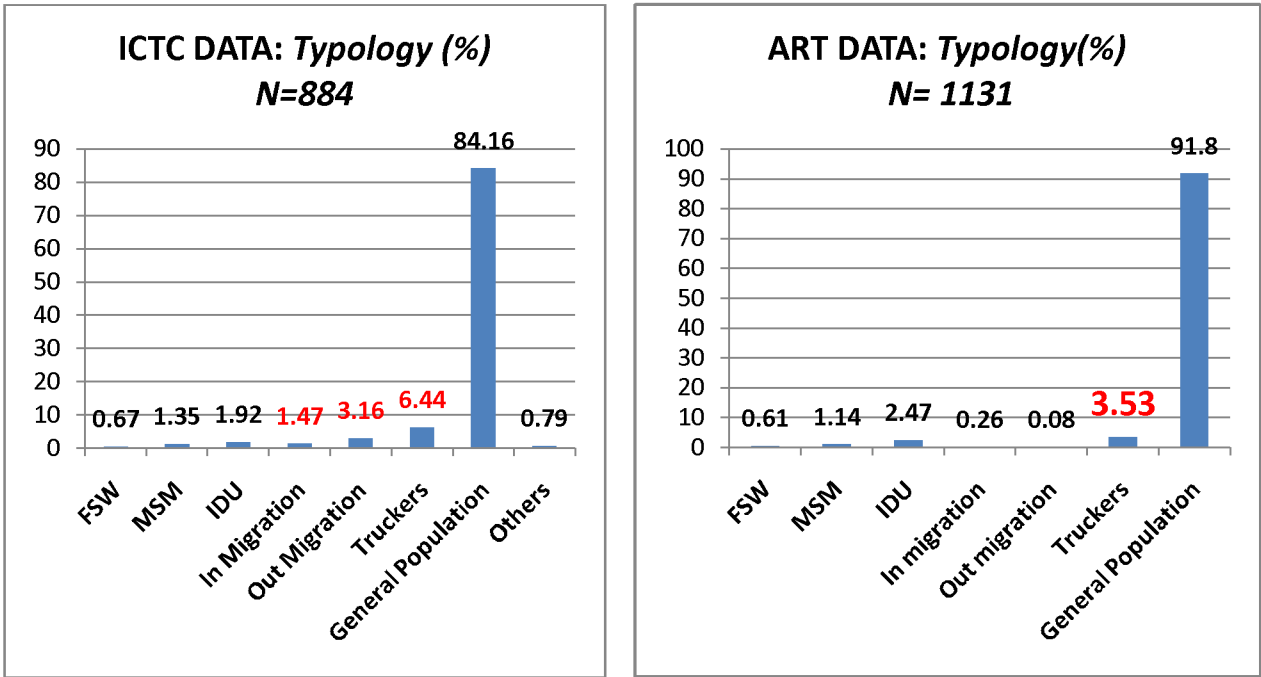 ICTC DATA: Typology (%)
N=884
90
80
70
60
50
40
30
20
10
0
0.67
1.35
1.92
1.47
3.16
6.44
84.16
0.79
FSW
MSM
IDU
In Migration
Out Migration
Truckers
General Population
Others
ART DATA: Typology(%)
N= 1131
100
90
80
70
60
50
40
30
20
10
0
0.61
1.14
2.47
0.26
0.08
3.53
91.8
FSW
MSM
IDU
In migration
Out migration
Truckers
General Population